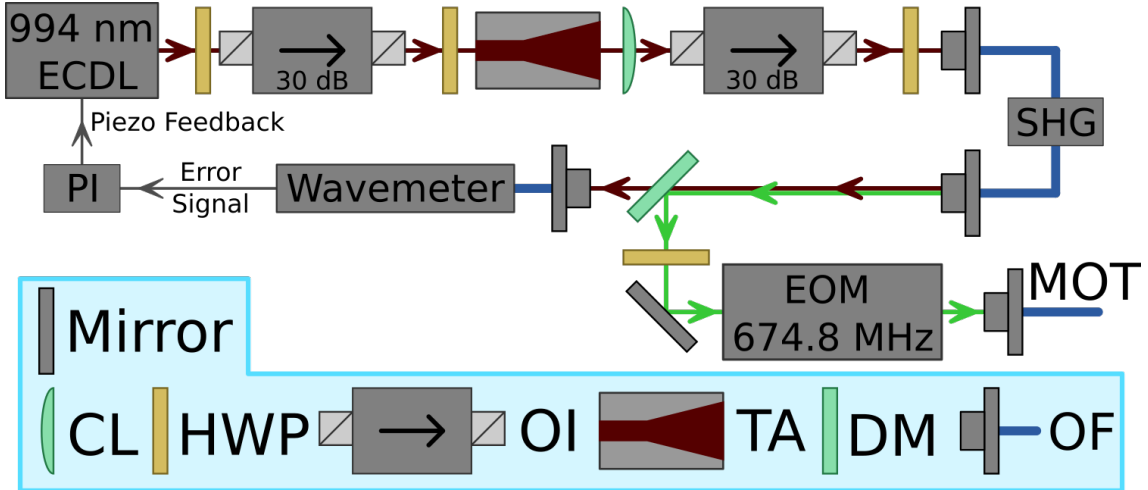 994 nm
ECDL
30 dB
30 dB
SHG
Piezo Feedback
PI
Error
Signal
Wavemeter
EOM
674.8 MHz
MOT
Mirror
CL
HWP
OI
TA
DM
OF